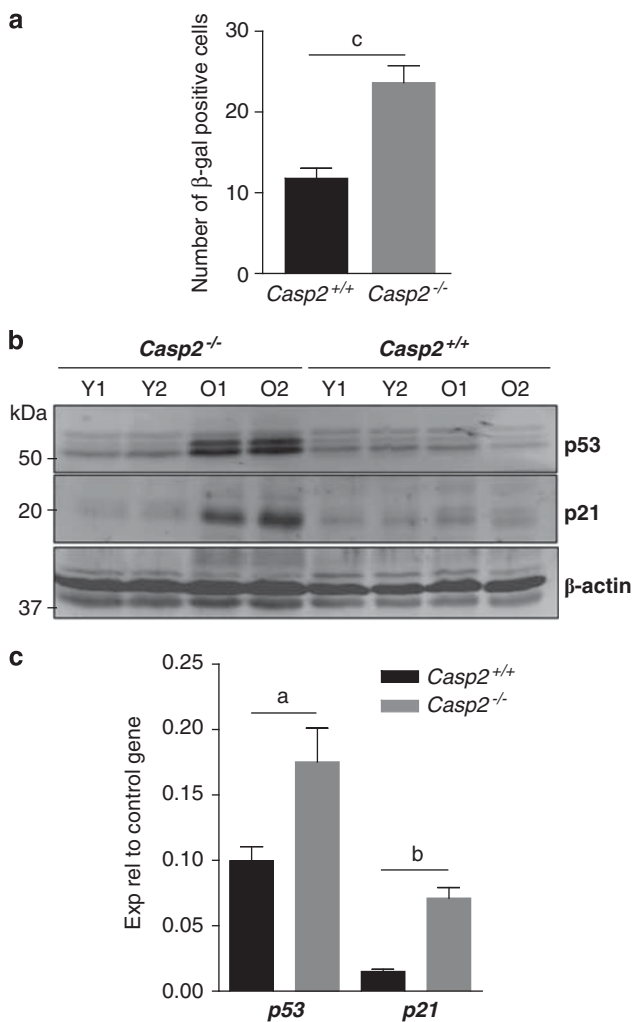 a
Number of β-gal positive cells
30
20
10
0
c
Casp2+/+ Casp2-/-
b
Casp2-/- Casp2+/+
Y1 Y2 O1 O2 Y1 Y2 O1 O2
kDa
50
p53
20
p21
β-actin
37
c
Exp rel to control gene
0.25
0.20
0.15
0.10
0.05
0.00
Casp2+/+
Casp2-/-
a
b
p53 p21